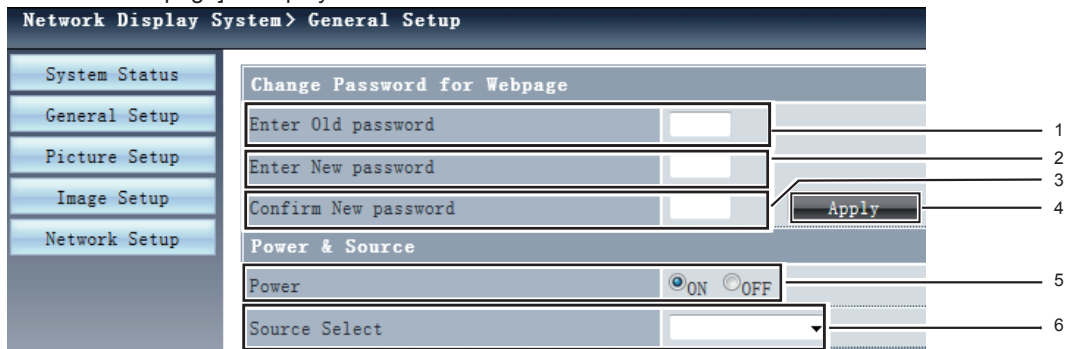 Network Display System> General Setup
System Status
General Setup
Picture Setup
Image Setup
Network Setup
Change Password for Webpage
Enter Old password
1
Enter New password
2
3
Confirm New password
Apply
4
Power & Source
Power
ON OFF
5
Source Select
6